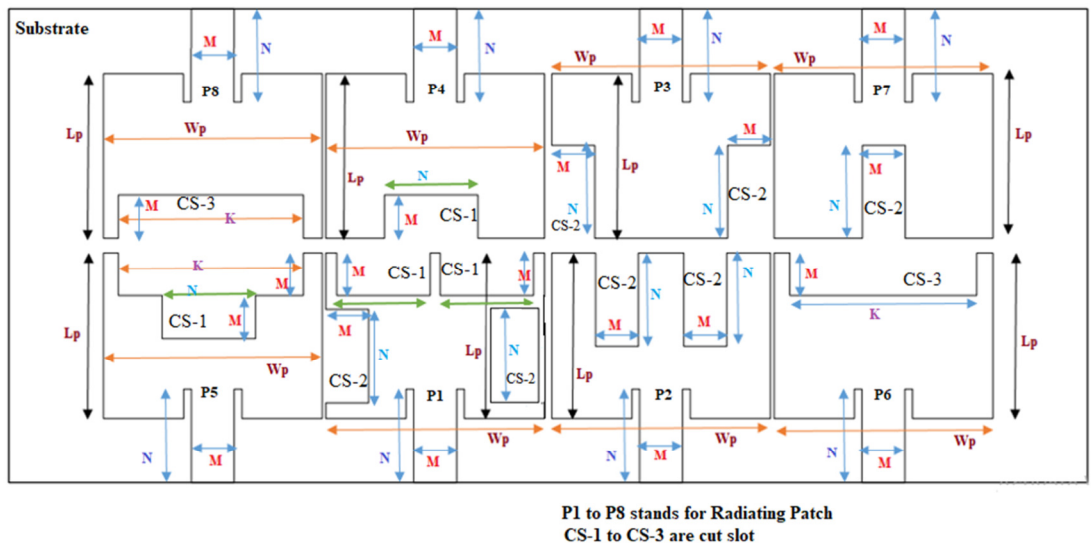 Substrate
M N M N M N M N
Wp Wp
P8 P4 P3 P7
Lp Wp Lp Wp Lp M M M Lp
N
CS-3 M K CS-1 M N CS-2 N CS-2 N CS-2
K M M CS-1 CS-1 M CS-2 N CS-2 N M CS-3
N K
CS-1 M M M M
Lp Wp CS-2 N Lp N CS-2 Lp Lp
P5 P1 P2 P6
Wp Wp Wp
N M N M N M N M
P1 to P8 stands for Radiating Patch
CS-1 to CS-3 are cut slot